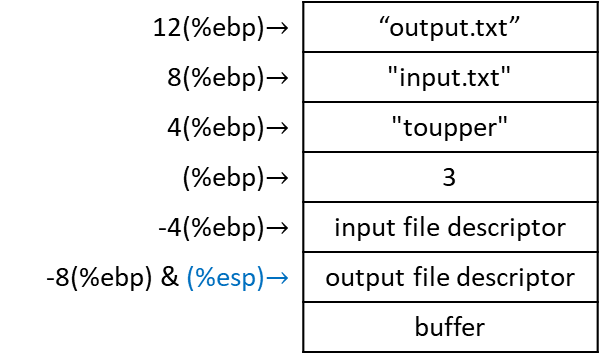 12(%ebp)→ “output.txt”
8(%ebp)→ "input.txt"
4(%ebp)→ "toupper"
(%ebp)→ 3
-4(%ebp)→ input file descriptor
-8(%ebp) & (%esp)→ output file descriptor
buffer